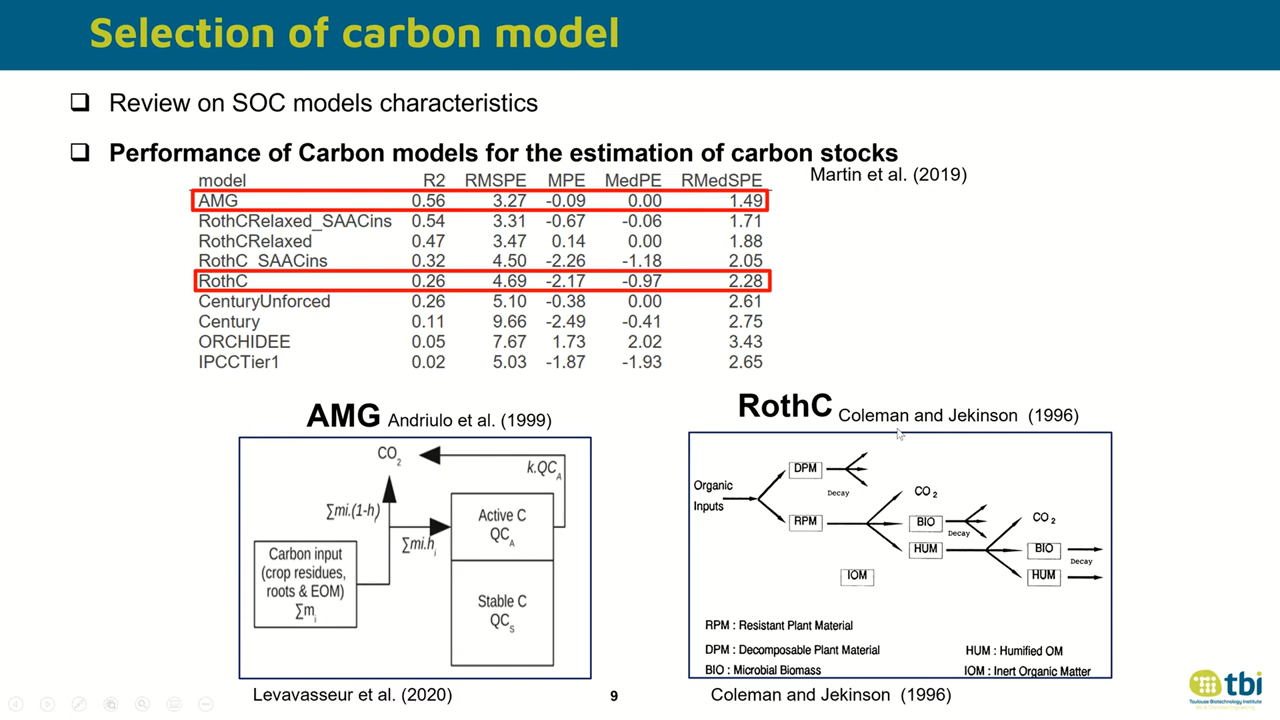 Selection of carbon model
Review on SOC models characteristics
Performance of Carbon models for the estimation of carbon stocks
Martin et al. (2019)
model R2 RMSPE MPE MedPE RMedSPE
AMG 0.56 3.27 -0.09 0.00 1.49
RothCRelaxed_SAACins 0.54 3.31 -0.67 -0.06 1.71
RothCRelaxed 0.47 3.47 0.14 0.00 1.88
RothC_SAACins 0.32 4.50 -2.26 -1.18 2.05
RothC 0.26 4.69 -2.17 -0.97 2.28
CenturyUnforced 0.26 5.10 -0.38 0.00 2.61
Century 0.11 9.66 -2.49 -0.41 2.75
ORCHIDEE 0.05 7.67 1.73 2.02 3.43
IPCCTier1 0.02 5.03 -1.87 -1.93 2.65
AMG Andriulo et al. (1999)
CO2
k.QCA
∑mi.(1-hi)
∑mi.hi
Active C
QCA
Carbon input
(crop residues,
roots & EOM)
∑mi
Stable C
QCS
Levavasseur et al. (2020)
RothC Coleman and Jekinson (1996)
Organic
Inputs
DPM
Decay
RPM
CO2
BIO
Decay
HUM
CO2
BIO
Decay
HUM
IOM
RPM : Resistant Plant Material
DPM : Decomposable Plant Material
HUM : Humified OM
BIO : Microbial Biomass
IOM : Inert Organic Matter
Coleman and Jekinson (1996)
9
tbi
Toulouse Biotechnology Institute